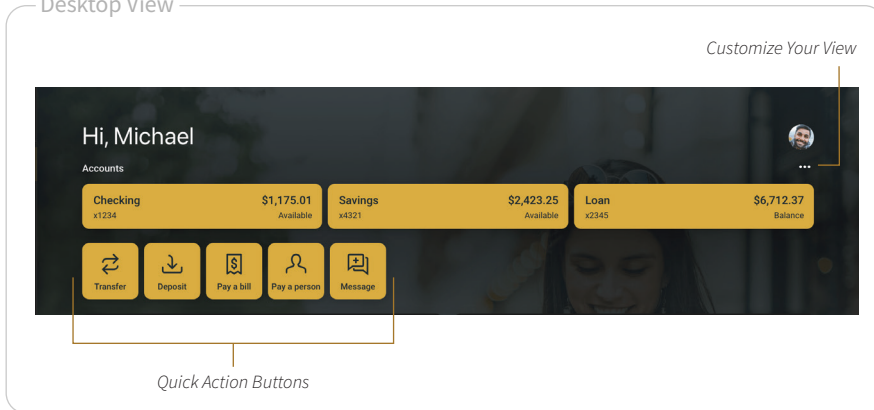 Desktop View
Customize Your View
Hi, Michael
Accounts
Checking $1,175.01 Savings $2,423.25 Loan $6,712.37
x1234 Available x4321 Available x2345 Balance
Transfer Deposit Pay a bill Pay a person Message
Quick Action Buttons